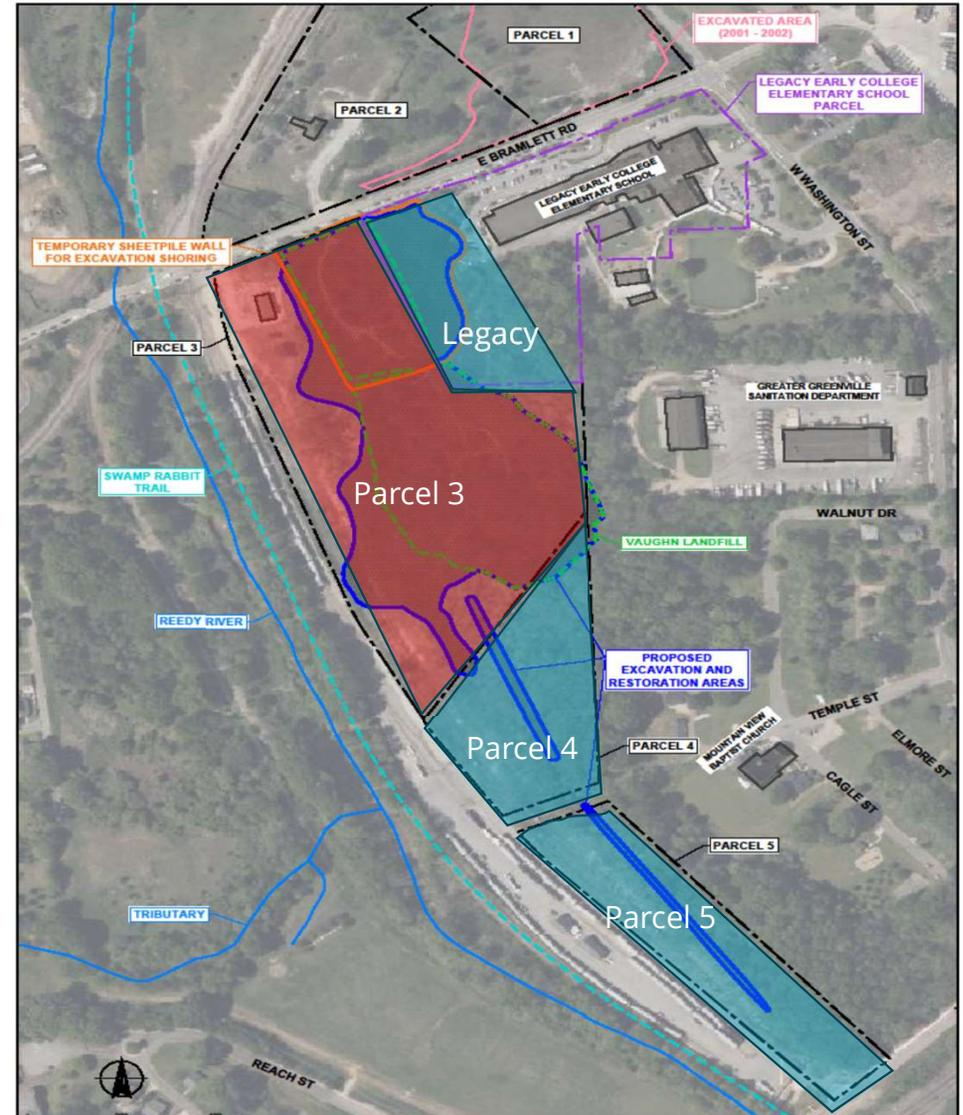 PARCEL 1
EXCAVATED AREA
(2001 - 2002)
LEGACY EARLY COLLEGE
ELEMENTARY SCHOOL
PARCEL
PARCEL 2
E BRAMLETT RD
LEGACY EARLY COLLEGE
ELEMENTARY SCHOOL
W WASHINGTON ST
TEMPORARY SHEETPILE WALL
FOR EXCAVATION SHORING
Legacy
PARCEL 3
GREATER GREENVILLE
SANITATION DEPARTMENT
SWAMP RABBIT
TRAIL
Parcel 3
WALNUT DR
VAUGHN LANDFILL
REEDY RIVER
PROPOSED
EXCAVATION AND
RESTORATION AREAS
TEMPLE ST
MOUNTAIN VIEW
BAPTIST CHURCH
ELMORE ST
Parcel 4
PARCEL 4
CAGLE ST
PARCEL 5
Parcel 5
TRIBUTARY
REACH ST